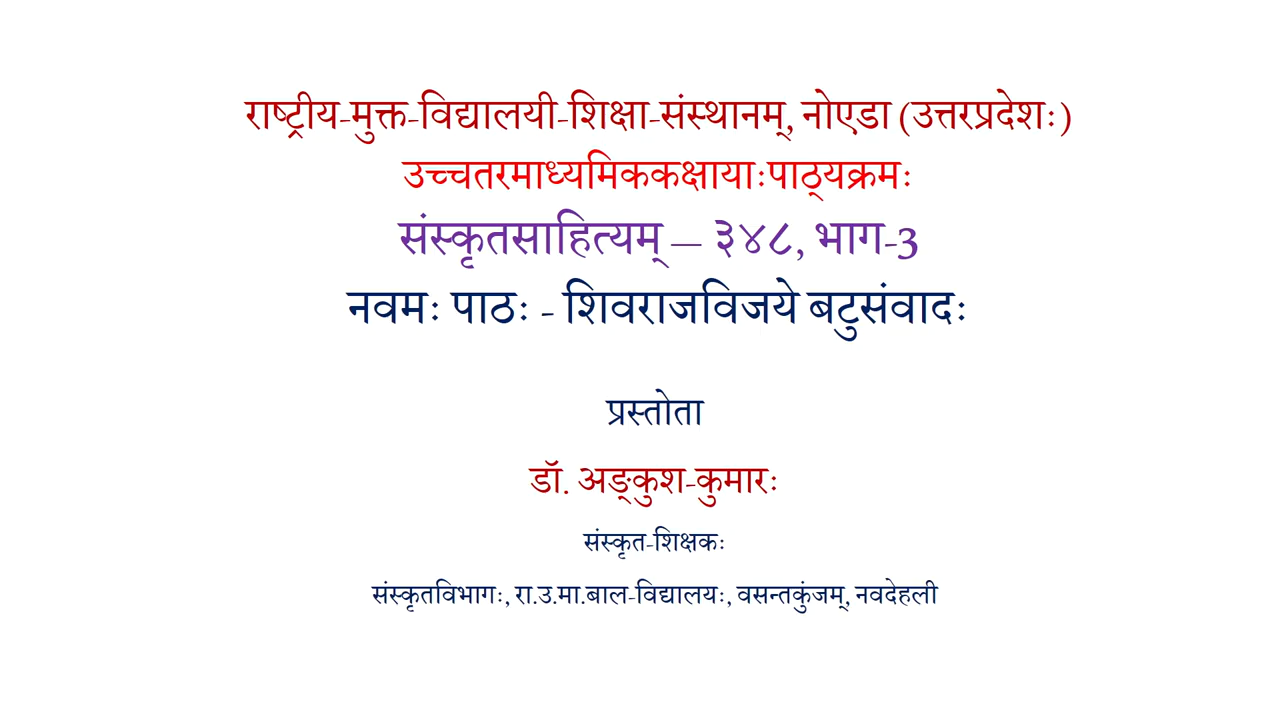 राष्ट्रीय-मुक्त-विद्यालयी-शिक्षा-संस्थानम्, नोएडा (उत्तरप्रदेशः)
उच्चतरमाध्यमिककक्षायाःपाठ्यक्रमः
संस्कृतसाहित्यम् – ३४८, भाग-3
नवमः पाठः - शिवराजविजये बटुसंवादः
प्रस्तोता
डॉ. अङ्कुश-कुमारः
संस्कृत-शिक्षकः
संस्कृतविभागः, रा.उ.मा.बाल-विद्यालयः, वसन्तकुंजम्, नवदेहली